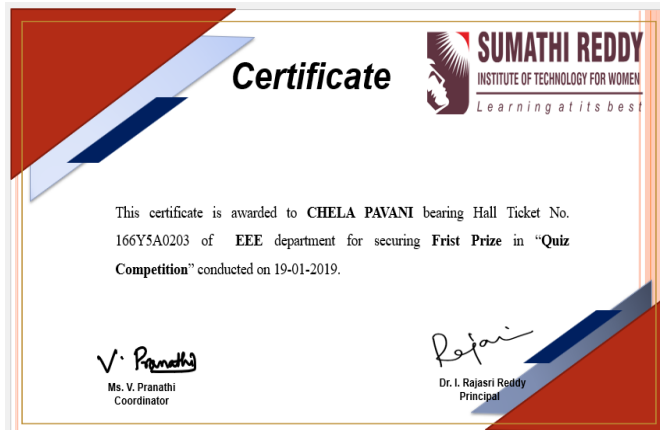 Certificate
SUMATHI REDDY
INSTITUTE OF TECHNOLOGY FOR WOMEN
Learning at its best
This certificate is awarded to CHELA PAVANI bearing Hall Ticket No.
166Y5A0203 of EEE department for securing Frist Prize in “Quiz
Competition” conducted on 19-01-2019.
V. Pranathi
Rajasri
Ms. V. Pranathi
Coordinator
Dr. I. Rajasri Reddy
Principal